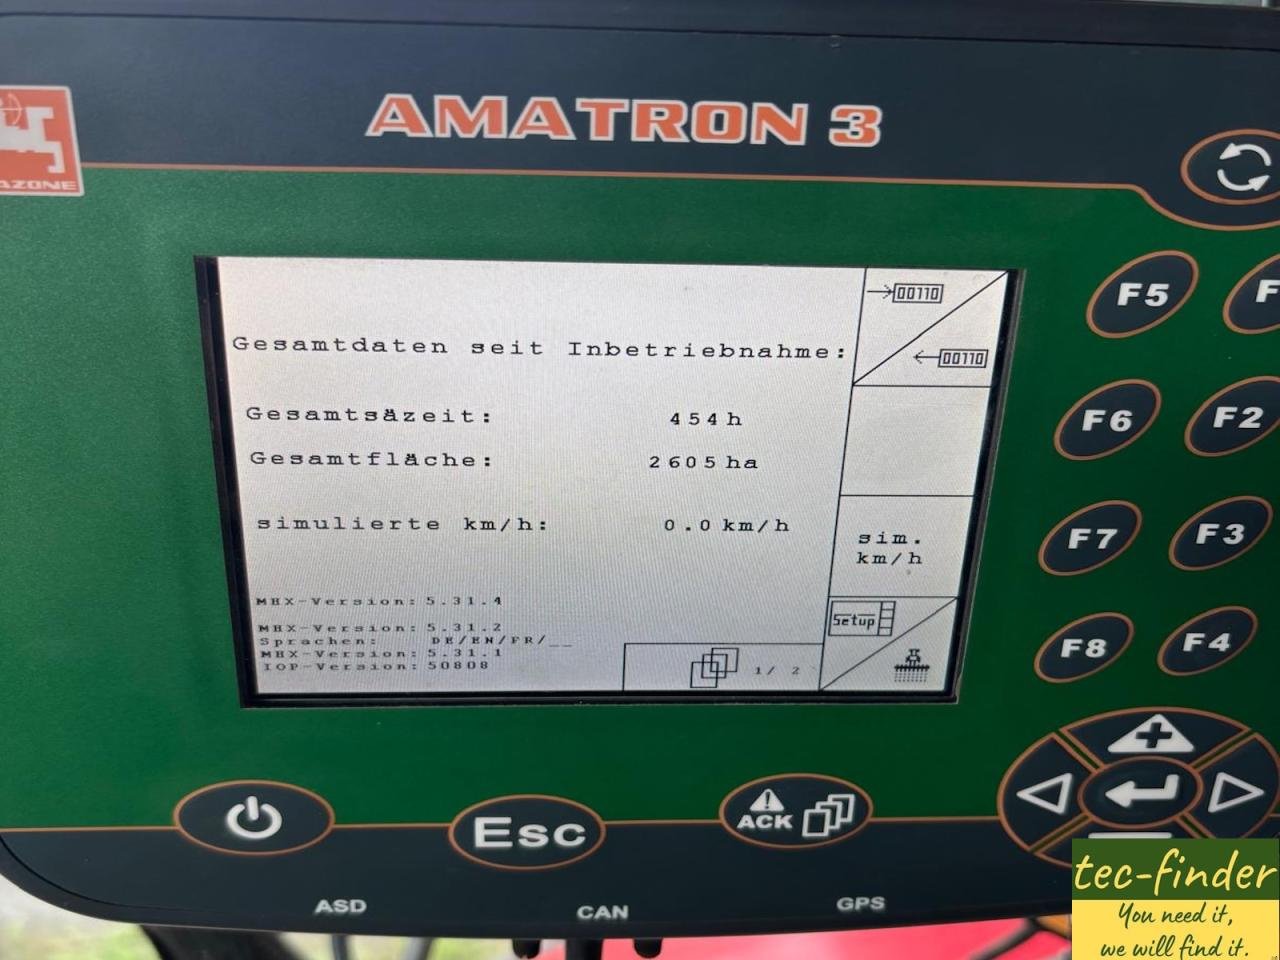 AMATRON 3
AZONE
Gesamtdaten seit Inbetriebnahme:
Gesamtsäzeit: 454h
Gesamtfläche: 2605ha
simulierte km/h: 0.0km/h
MHX-Version: 5.31.4
MHX-Version: 5.31.2
Sprachen: DE/EN/FR/__
MHX-Version: 5.31.1
IOP-Version: 50808
00110
00110
sim.
km/h
Setup
1/ 2
F5
F
F6
F2
F7
F3
F8
F4
Esc
ACK
ASD
CAN
GPS
tec-finder
You need it,
we will find it.